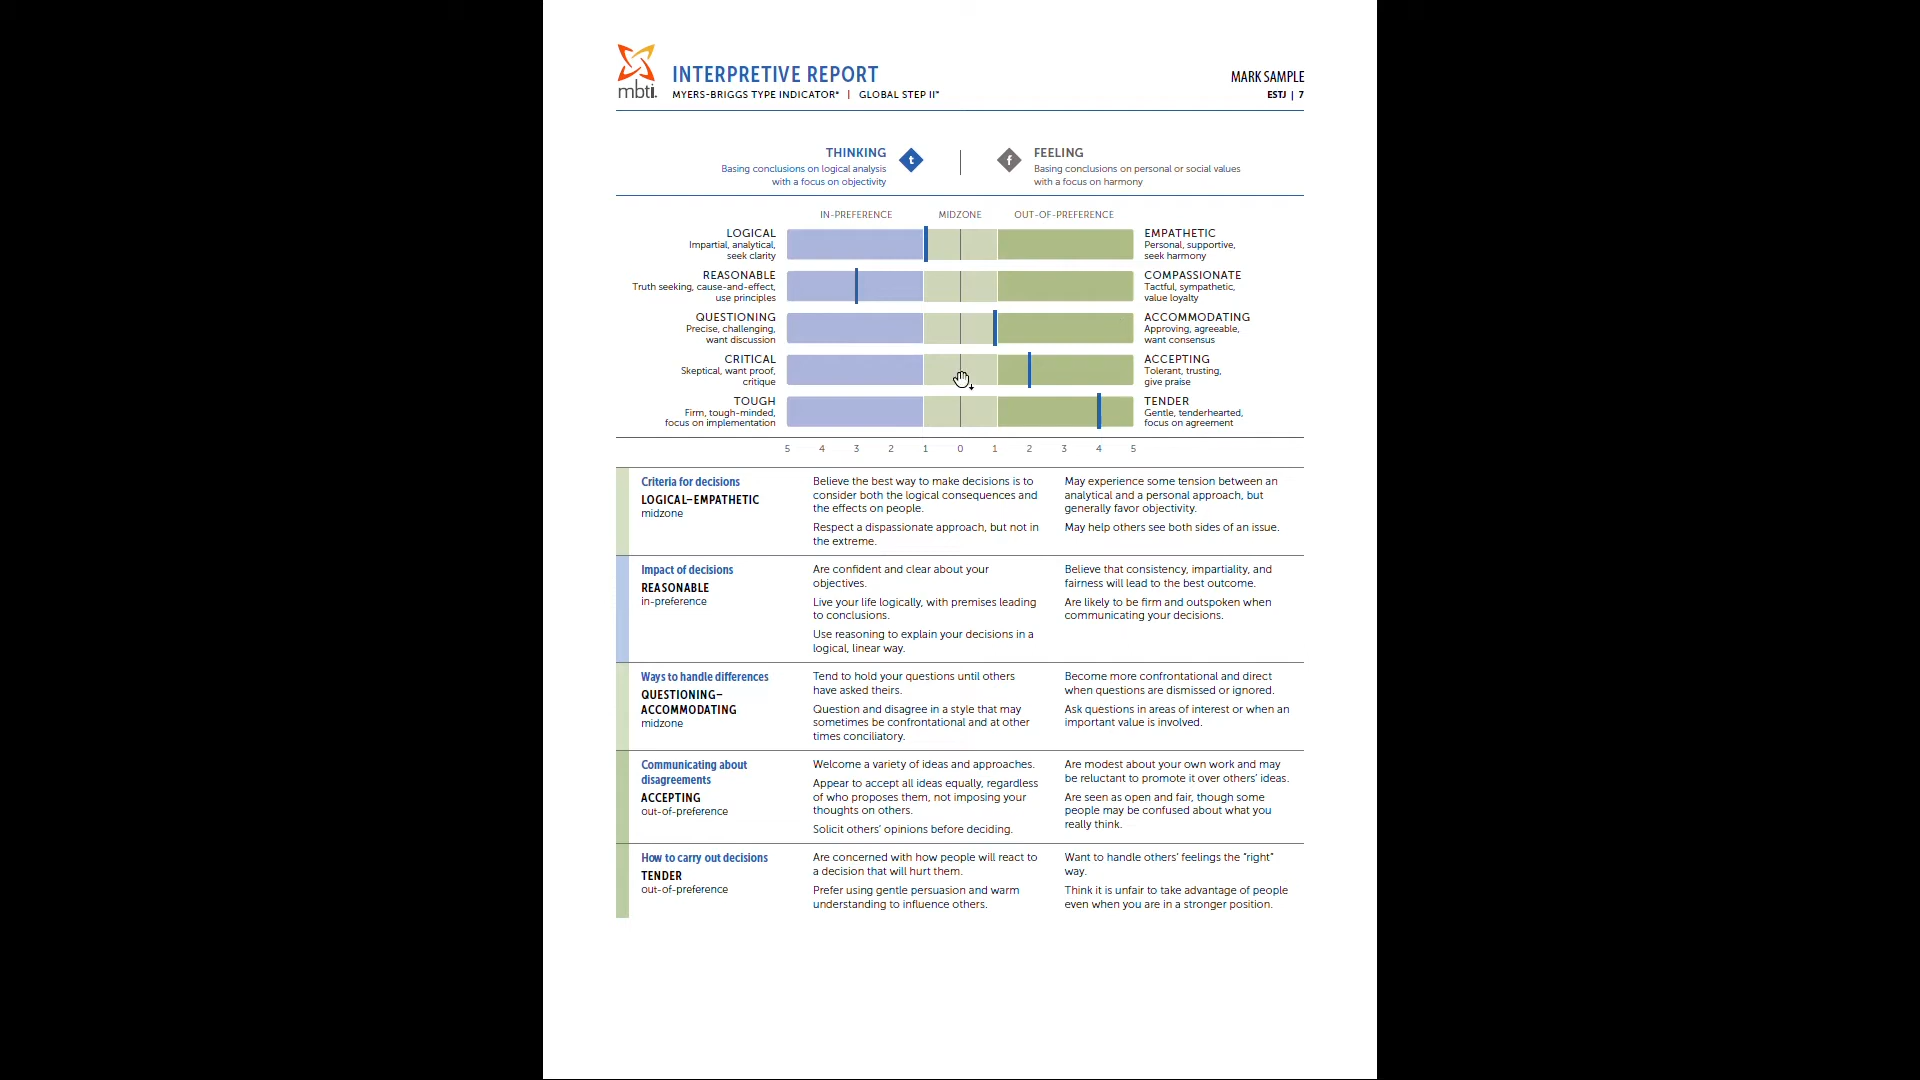 mbti.
INTERPRETIVE REPORT
MYERS-BRIGGS TYPE INDICATOR® | GLOBAL STEP II™
MARK SAMPLE
ESTJ | 7
THINKING
Basing conclusions on logical analysis
with a focus on objectivity
t
f
FEELING
Basing conclusions on personal or social values
with a focus on harmony
IN-PREFERENCE MIDZONE OUT-OF-PREFERENCE
LOGICAL
Impartial, analytical,
seek clarity
EMPATHETIC
Personal, supportive,
seek harmony
REASONABLE
Truth seeking, cause-and-effect,
use principles
COMPASSIONATE
Tactful, sympathetic,
value loyalty
QUESTIONING
Precise, challenging,
want discussion
ACCOMMODATING
Approving, agreeable,
want consensus
CRITICAL
Skeptical, want proof,
critique
ACCEPTING
Tolerant, trusting,
give praise
TOUGH
Firm, tough-minded,
focus on implementation
TENDER
Gentle, tenderhearted,
focus on agreement
5 4 3 2 1 0 1 2 3 4 5
Criteria for decisions
LOGICAL–EMPATHETIC
midzone
Believe the best way to make decisions is to
consider both the logical consequences and
the effects on people.
Respect a dispassionate approach, but not in
the extreme.
May experience some tension between an
analytical and a personal approach, but
generally favor objectivity.
May help others see both sides of an issue.
Impact of decisions
REASONABLE
in-preference
Are confident and clear about your
objectives.
Live your life logically, with premises leading
to conclusions.
Use reasoning to explain your decisions in a
logical, linear way.
Believe that consistency, impartiality, and
fairness will lead to the best outcome.
Are likely to be firm and outspoken when
communicating your decisions.
Ways to handle differences
QUESTIONING–
ACCOMMODATING
midzone
Tend to hold your questions until others
have asked theirs.
Question and disagree in a style that may
sometimes be confrontational and at other
times conciliatory.
Become more confrontational and direct
when questions are dismissed or ignored.
Ask questions in areas of interest or when an
important value is involved.
Communicating about
disagreements
ACCEPTING
out-of-preference
Welcome a variety of ideas and approaches.
Appear to accept all ideas equally, regardless
of who proposes them, not imposing your
thoughts on others.
Solicit others' opinions before deciding.
Are modest about your own work and may
be reluctant to promote it over others' ideas.
Are seen as open and fair, though some
people may be confused about what you
really think.
How to carry out decisions
TENDER
out-of-preference
Are concerned with how people will react to
a decision that will hurt them.
Prefer using gentle persuasion and warm
understanding to influence others.
Want to handle others' feelings the "right"
way.
Think it is unfair to take advantage of people
even when you are in a stronger position.